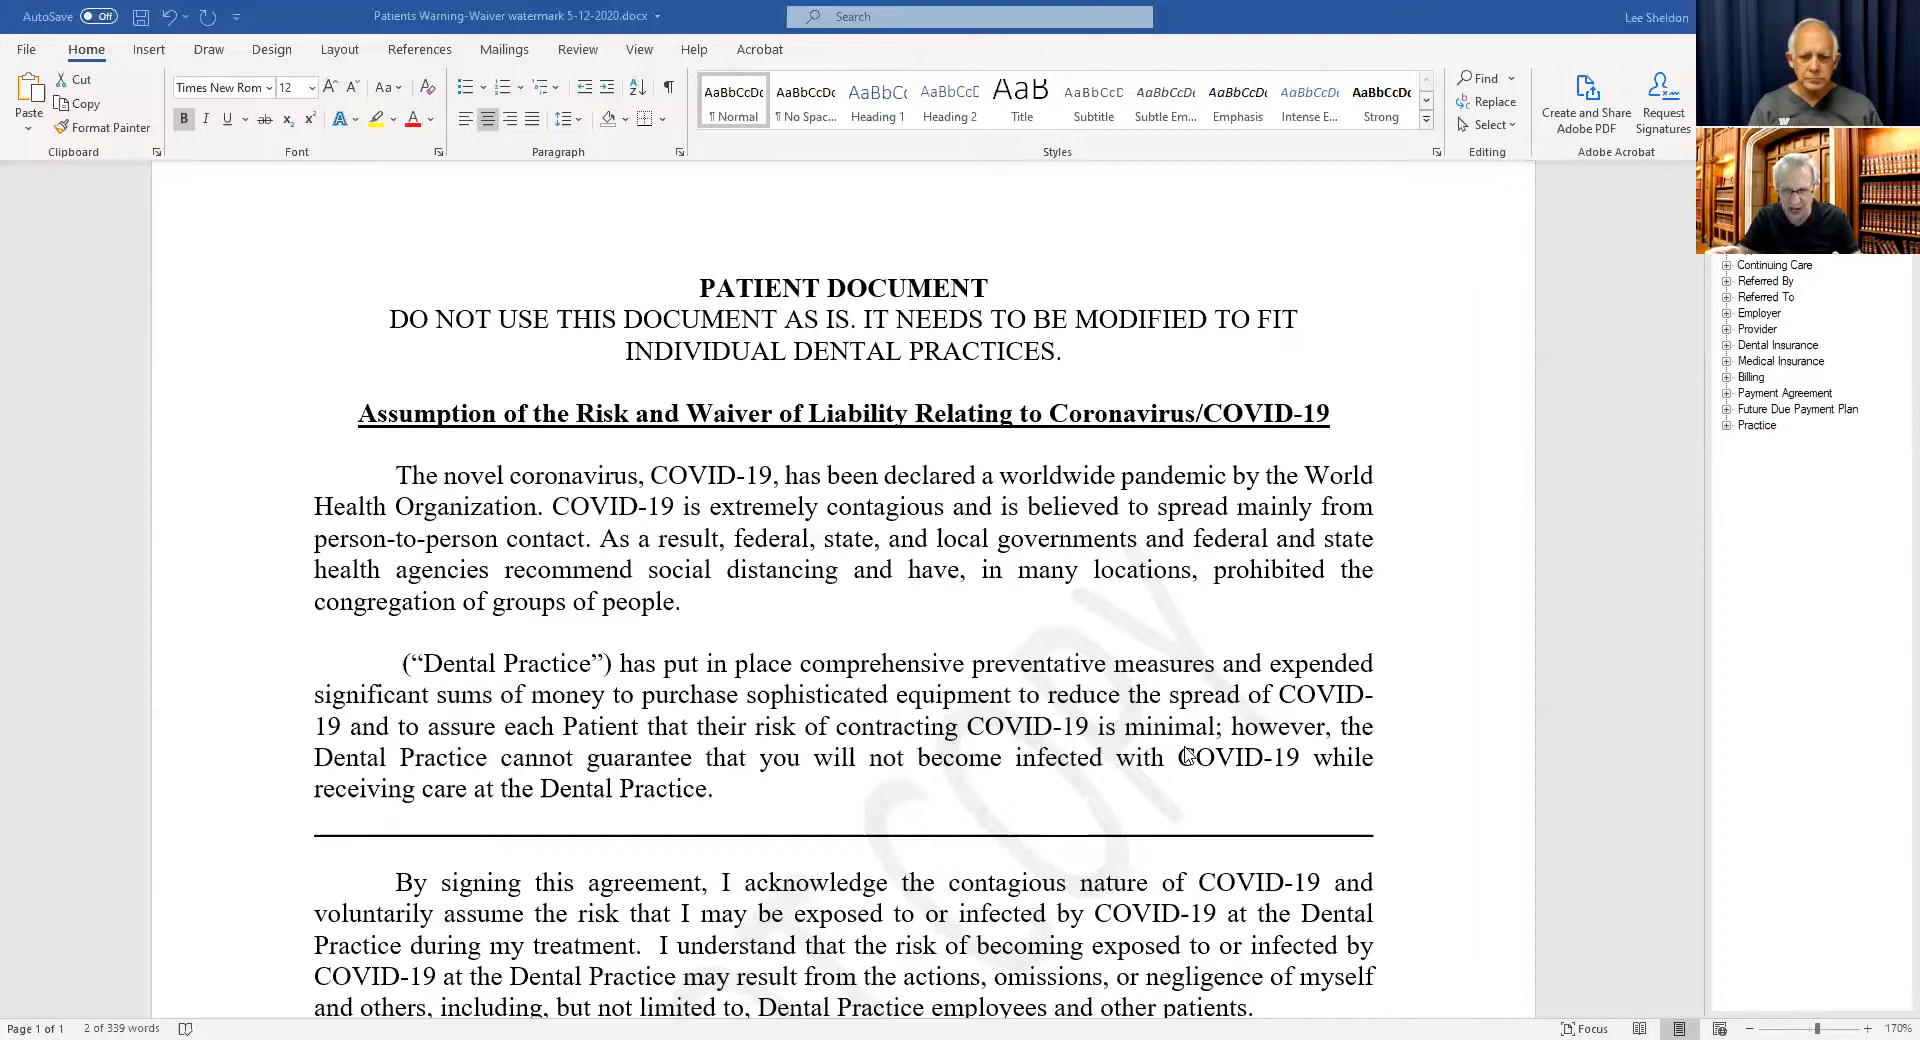 AutoSave Off
Patients Warning-Waiver watermark 5-12-2020.docx
Search
Lee Sheldon
File Home Insert Draw Design Layout References Mailings Review View Help Acrobat
Paste
Cut
Copy
Format Painter
Clipboard
Times New Rom 12
Font
Paragraph
AaBbCcDc AaBbCcDc AaBbC( AaBbCcD AaB AaBbCcD AaBbCcDt AaBbCcDt AaBbCcDt AaBbCcDc
¶ Normal ¶ No Spac... Heading 1 Heading 2 Title Subtitle Subtle Em... Emphasis Intense E... Strong
Styles
Find
Replace
Select
Editing
Create and Share
Adobe PDF
Request
Signatures
Adobe Acrobat
PATIENT DOCUMENT
DO NOT USE THIS DOCUMENT AS IS. IT NEEDS TO BE MODIFIED TO FIT
INDIVIDUAL DENTAL PRACTICES.
Assumption of the Risk and Waiver of Liability Relating to Coronavirus/COVID-19
The novel coronavirus, COVID-19, has been declared a worldwide pandemic by the World
Health Organization. COVID-19 is extremely contagious and is believed to spread mainly from
person-to-person contact. As a result, federal, state, and local governments and federal and state
health agencies recommend social distancing and have, in many locations, prohibited the
congregation of groups of people.
(“Dental Practice”) has put in place comprehensive preventative measures and expended
significant sums of money to purchase sophisticated equipment to reduce the spread of COVID-
19 and to assure each Patient that their risk of contracting COVID-19 is minimal; however, the
Dental Practice cannot guarantee that you will not become infected with COVID-19 while
receiving care at the Dental Practice.
By signing this agreement, I acknowledge the contagious nature of COVID-19 and
voluntarily assume the risk that I may be exposed to or infected by COVID-19 at the Dental
Practice during my treatment. I understand that the risk of becoming exposed to or infected by
COVID-19 at the Dental Practice may result from the actions, omissions, or negligence of myself
and others, including, but not limited to, Dental Practice employees and other patients.
COPY
Continuing Care
Referred By
Referred To
Employer
Provider
Dental Insurance
Medical Insurance
Billing
Payment Agreement
Future Due Payment Plan
Practice
Page 1 of 1 2 of 339 words
Focus
170%